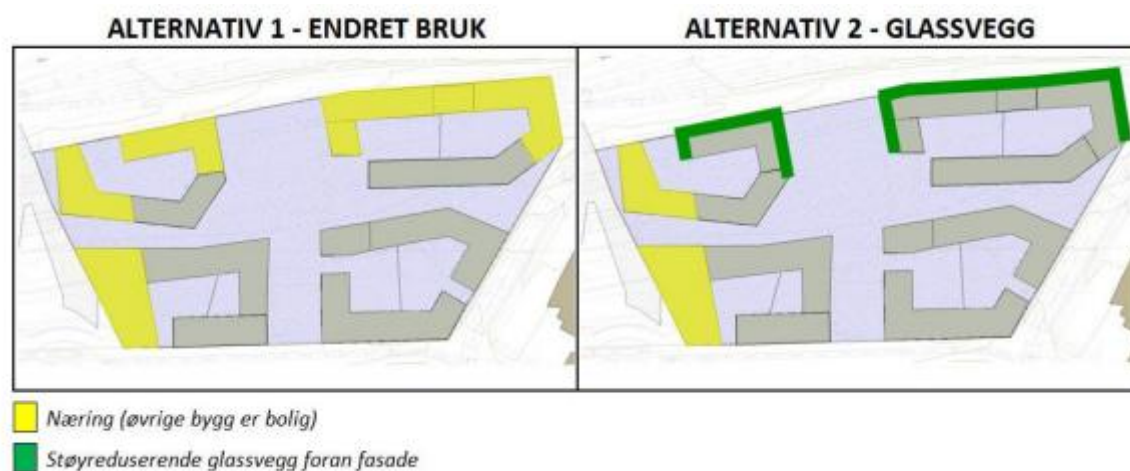 ALTERNATIV 1 - ENDRET BRUK
ALTERNATIV 2 - GLASSVEGG
Næring (øvrige bygg er bolig)
Støyreduserende glassvegg foran fasade